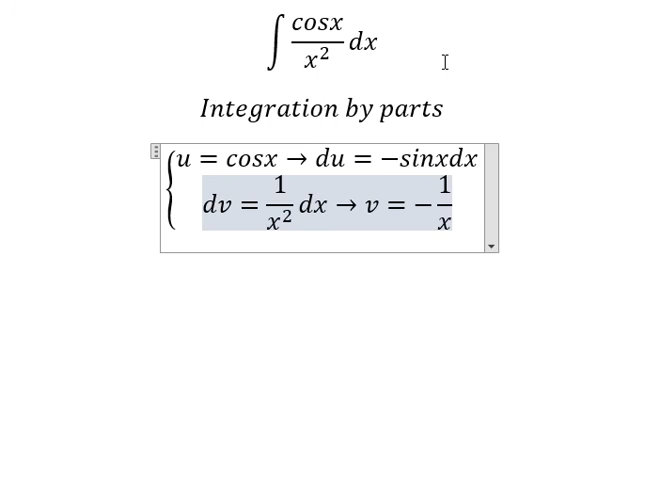 ∫ cosx/x² dx
Integration by parts
{u = cosx → du = −sinxdx
dv = 1/x² dx → v = −1/x